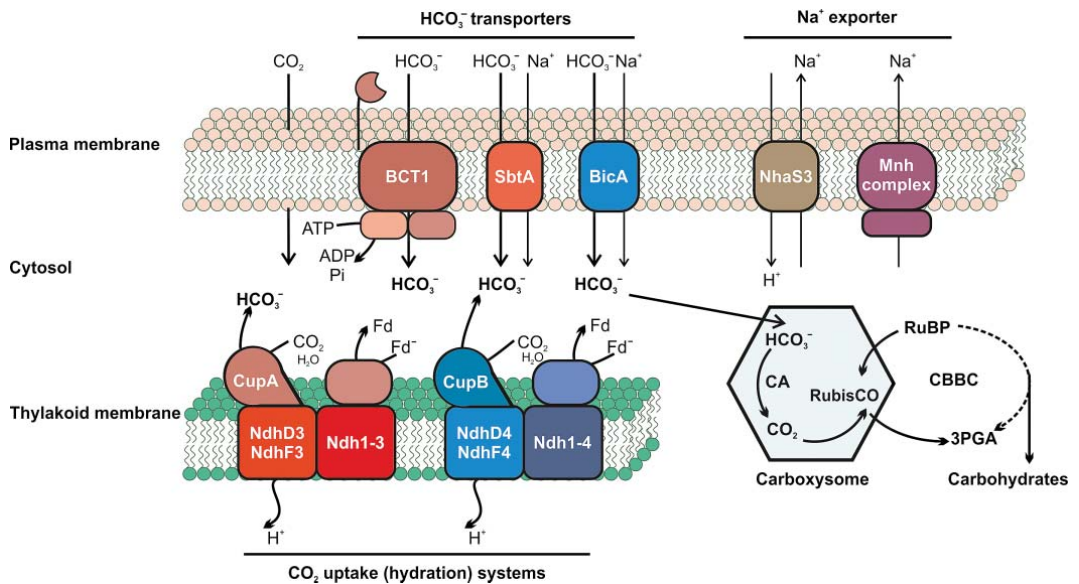 HCO₃⁻ transporters
Na⁺ exporter
CO₂
HCO₃⁻
HCO₃⁻ Na⁺
HCO₃⁻ Na⁺
Na⁺
Na⁺
Plasma membrane
BCT1
SbtA
BicA
NhaS3
Mnh
complex
ATP
ADP
Pi
Cytosol
HCO₃⁻
HCO₃⁻
HCO₃⁻
HCO₃⁻
H⁺
Fd
Fd⁻
CO₂
H₂O
Fd
Fd⁻
CO₂
H₂O
CupA
CupB
Thylakoid membrane
NdhD3
NdhF3
Ndh1-3
NdhD4
NdhF4
Ndh1-4
H⁺
H⁺
CO₂ uptake (hydration) systems
HCO₃⁻
CA
CO₂
RubisCO
RuBP
CBBC
3PGA
Carboxysome
Carbohydrates